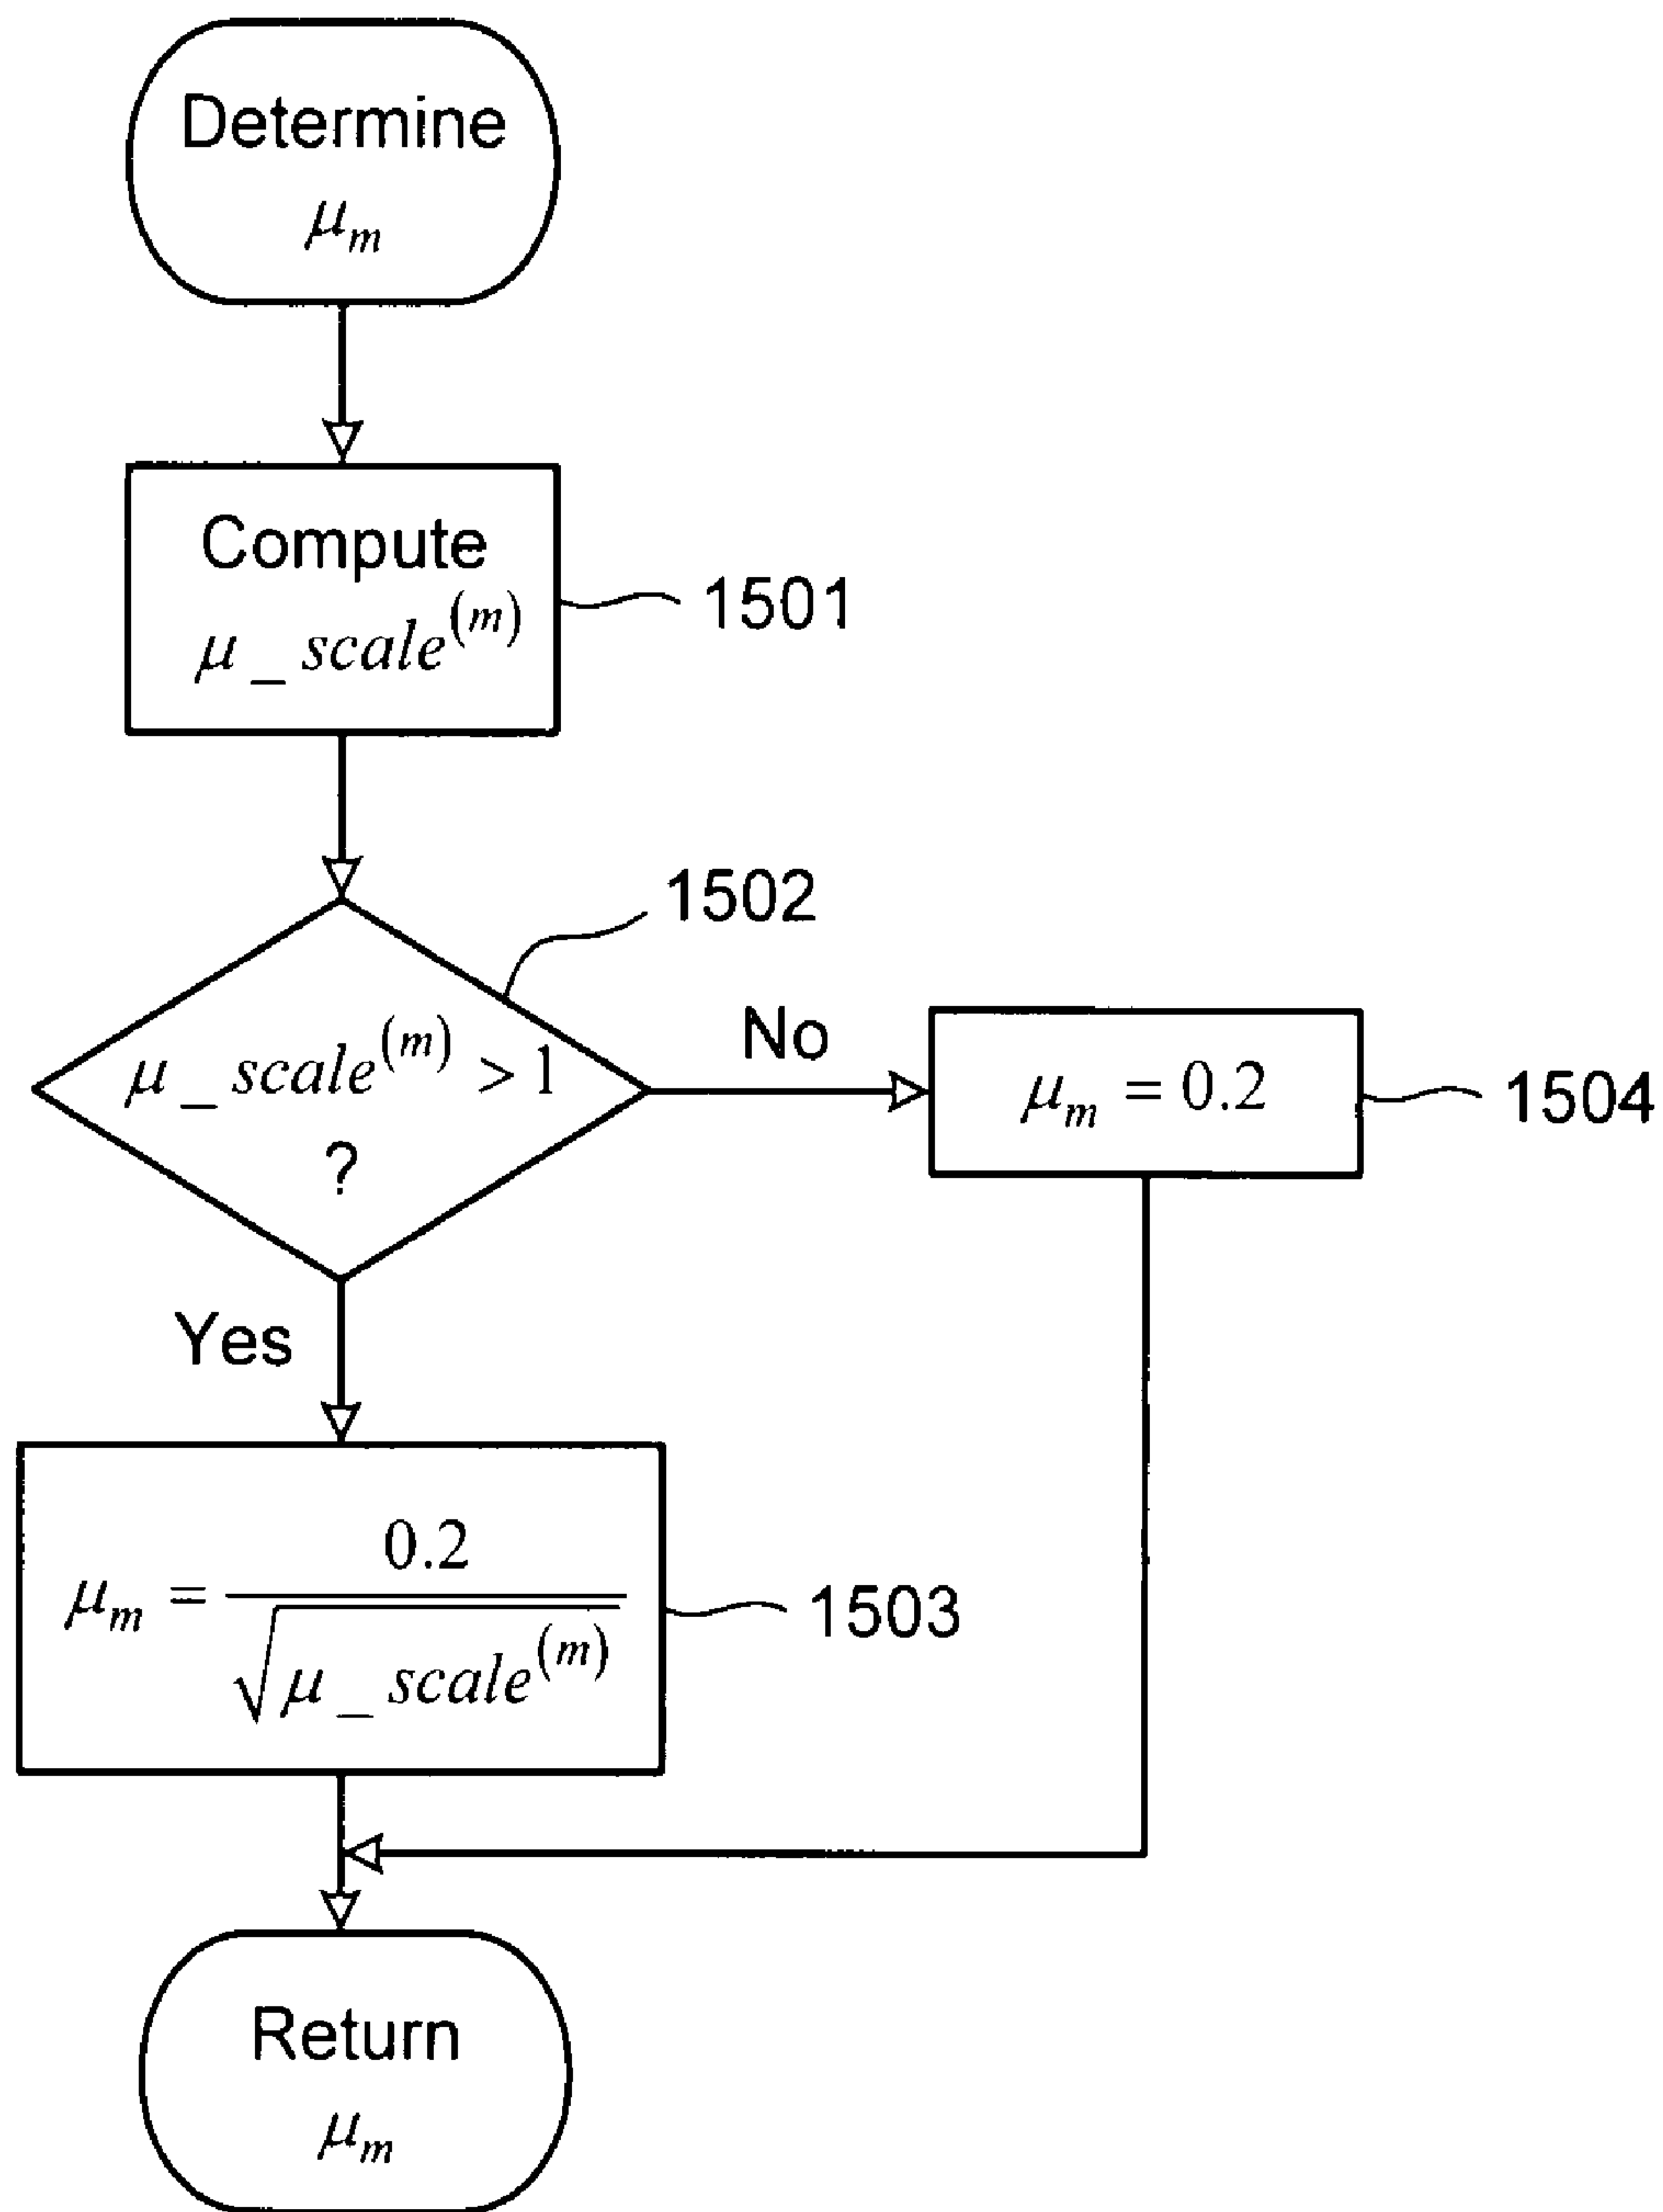 Determine
μ_m
Compute
μ_scale^(m)
1501
1502
μ_scale^(m) > 1
?
No
μ_m = 0.2
1504
Yes
μ_m = 0.2 / √(μ_scale^(m))
1503
Return
μ_m